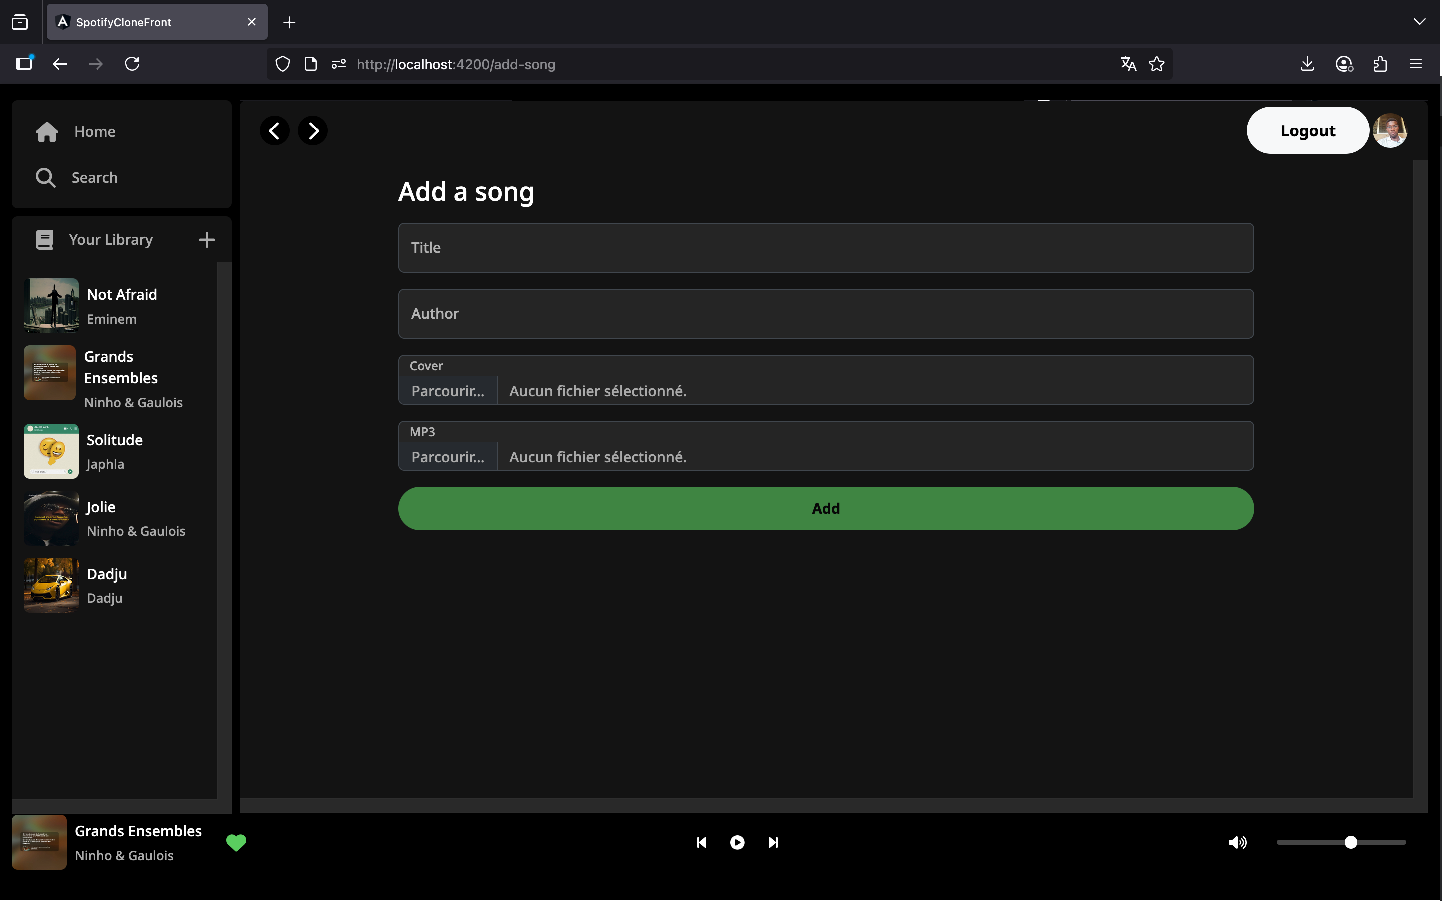 SpotifyCloneFront
http://localhost:4200/add-song
Home
Search
Logout
Your Library
Not Afraid
Eminem
Grands
Ensembles
Ninho & Gaulois
Solitude
Japhla
Jolie
Ninho & Gaulois
Dadju
Dadju
Add a song
Title
Author
Cover
Parcourir... Aucun fichier sélectionné.
MP3
Parcourir... Aucun fichier sélectionné.
Add
Grands Ensembles
Ninho & Gaulois